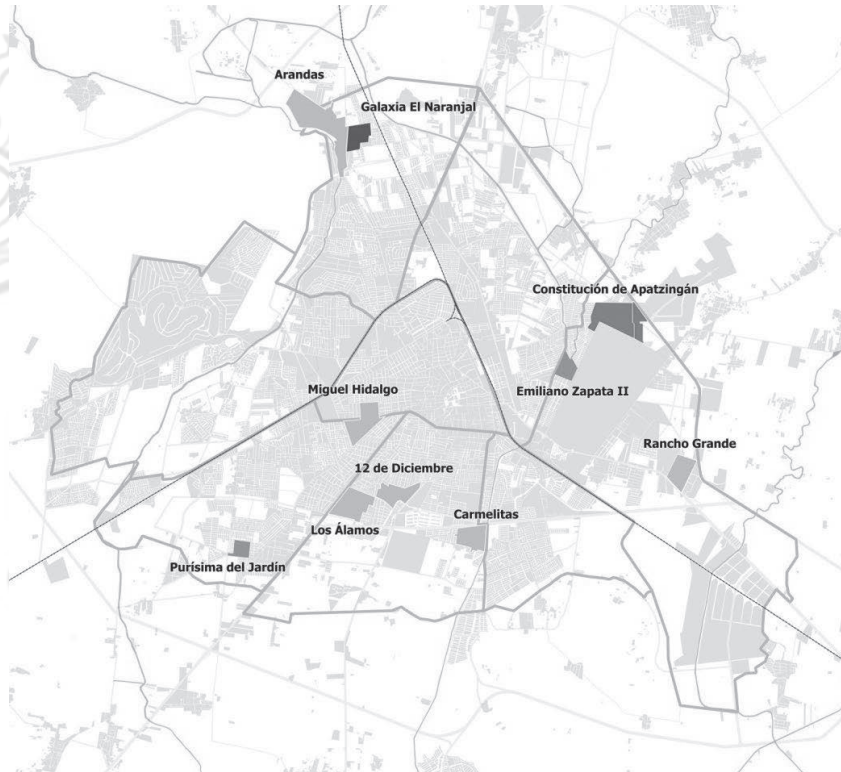 Arandas
Galaxia El Naranjal
Constitución de Apatzingán
Miguel Hidalgo
Emiliano Zapata II
Rancho Grande
12 de Diciembre
Los Álamos
Carmelitas
Purísima del Jardín